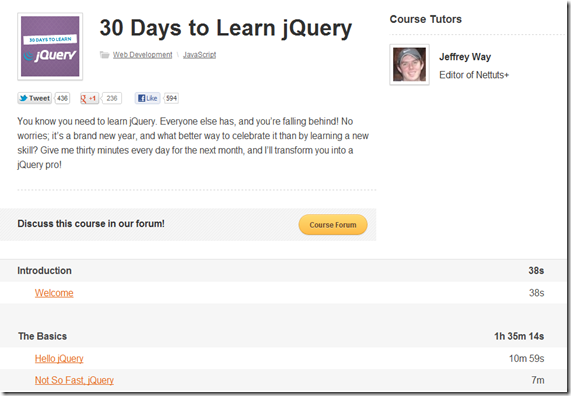 30 Days to Learn jQuery
Web Development \ JavaScript
30 DAYS TO LEARN
jQuery
Tweet 436 +1 236 Like 594
You know you need to learn jQuery. Everyone else has, and you're falling behind! No
worries; it's a brand new year, and what better way to celebrate it than by learning a new
skill? Give me thirty minutes every day for the next month, and I'll transform you into a
jQuery pro!
Discuss this course in our forum! Course Forum
Course Tutors
Jeffrey Way
Editor of Nettuts+
Introduction 38s
Welcome 38s
The Basics 1h 35m 14s
Hello jQuery 10m 59s
Not So Fast, jQuery 7m